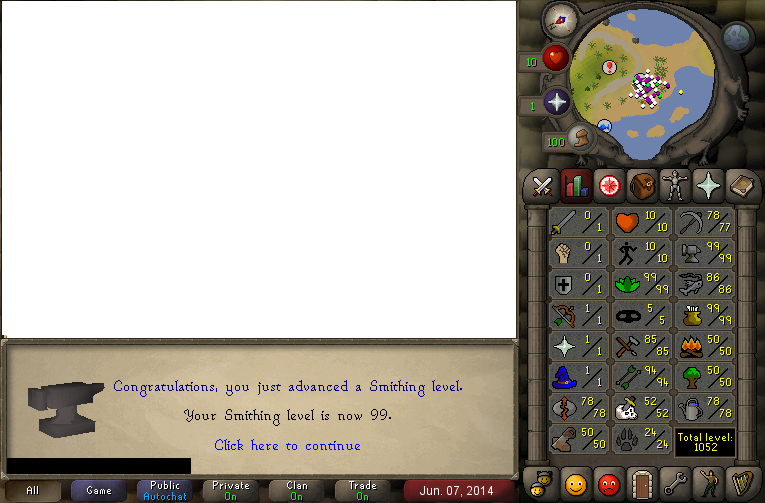 10
1
100
0 1 10 10 78 77
0 1 10 10 99 99
0 1 99 99 86 86
1 1 5 5 99 99
1 1 85 85 50 50
1 1 94 94 50 50
78 78 52 52 78 78
50 50 24 24 Total level:
1052
Congratulations, you just advanced a Smithing level.
Your Smithing level is now 99.
Click here to continue
All
Game
Public
Autochat
Private
On
Clan
On
Trade
On
Jun. 07, 2014